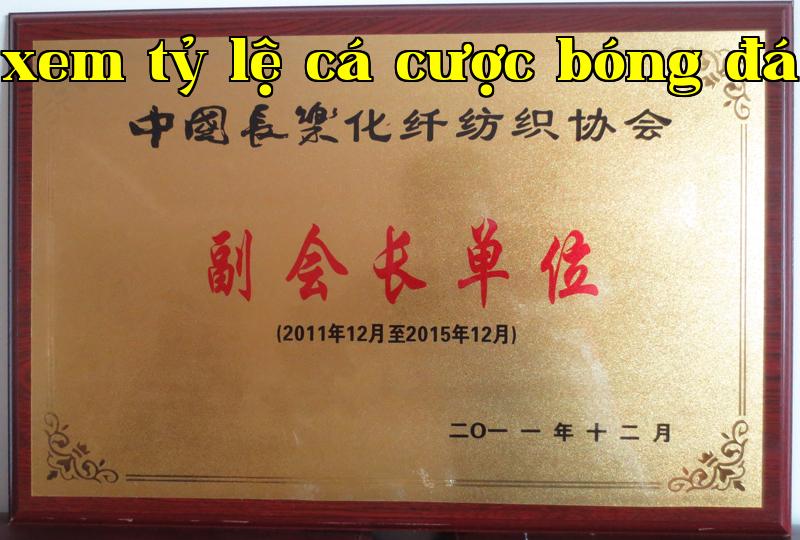 xem tỷ lệ cá cược bóng đá
中國長樂化纤纺织协会
副会长单位
(2011年12月至2015年12月)
二〇一一年十二月